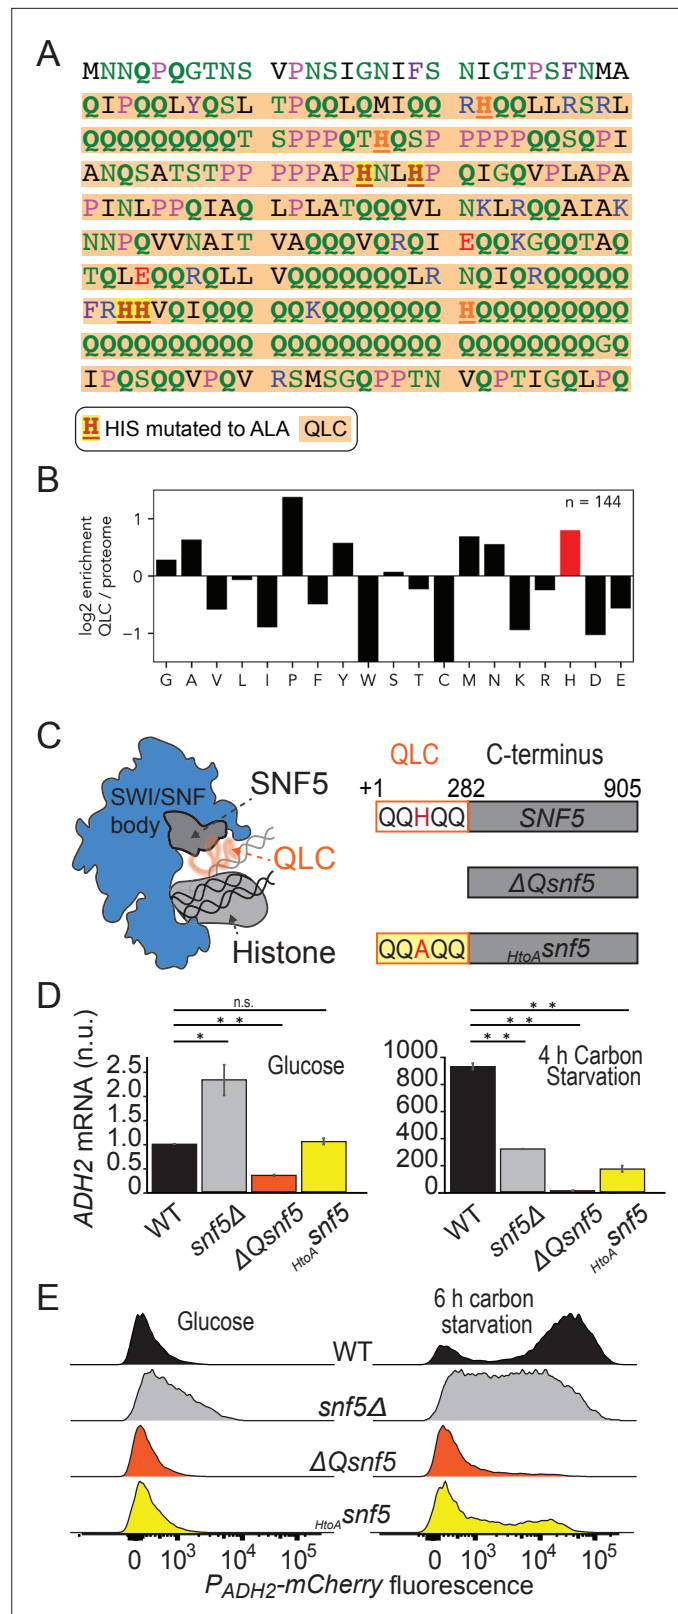 A
MNNQPQGTNS VPNSIGNIFS NIGTPSFNMA
QIPQQLYQSL TPQQLQMIQQ RHQQLLRSRL
QQQQQQQQQT SPPPQTHQSP PPPPQQSQPI
ANQSATSTPP PPPAPHNLHP QIGQVPLAPA
PINLPPQIAQ LPLATQQQVL NKLRQQAIAK
NNPQVVNAIT VAQQQVQRQI EQQKGQQTAQ
TQLEQQRQLL VQQQQQQQLR NQIQRQQQQQ
FRHHVQIQQQ QQKQQQQQQQ HQQQQQQQQQ
QQQQQQQQQQ QQQQQQQQQQ QQQQQQQQGQ
IPQSQQVPQV RSMSGQPPTN VQPTIGQLPQ
H HIS mutated to ALA QLC
B
log2 enrichment
QLC / proteome
n = 144
1
0
−1
G A V L I P F Y W S T C M N K R H D E
C
SWI/SNF
body
SNF5
QLC
Histone
QLC C-terminus
+1 282 905
QQHQQ SNF5
ΔQsnf5
QQAQQ HtoAsnf5
D
n.s.
* *
*
* *
* *
* *
ADH2 mRNA (n.u.)
Glucose
2.5
2.0
1.5
1.0
0.5
0
WT snf5Δ ΔQsnf5 HtoAsnf5
4 h Carbon
Starvation
1000
800
600
400
200
0
WT snf5Δ ΔQsnf5 HtoAsnf5
E
Glucose
6 h carbon
starvation
WT
snf5Δ
ΔQsnf5
HtoAsnf5
0 10³ 10⁴ 10⁵ 0 10³ 10⁴ 10⁵
PADH2-mCherry fluorescence